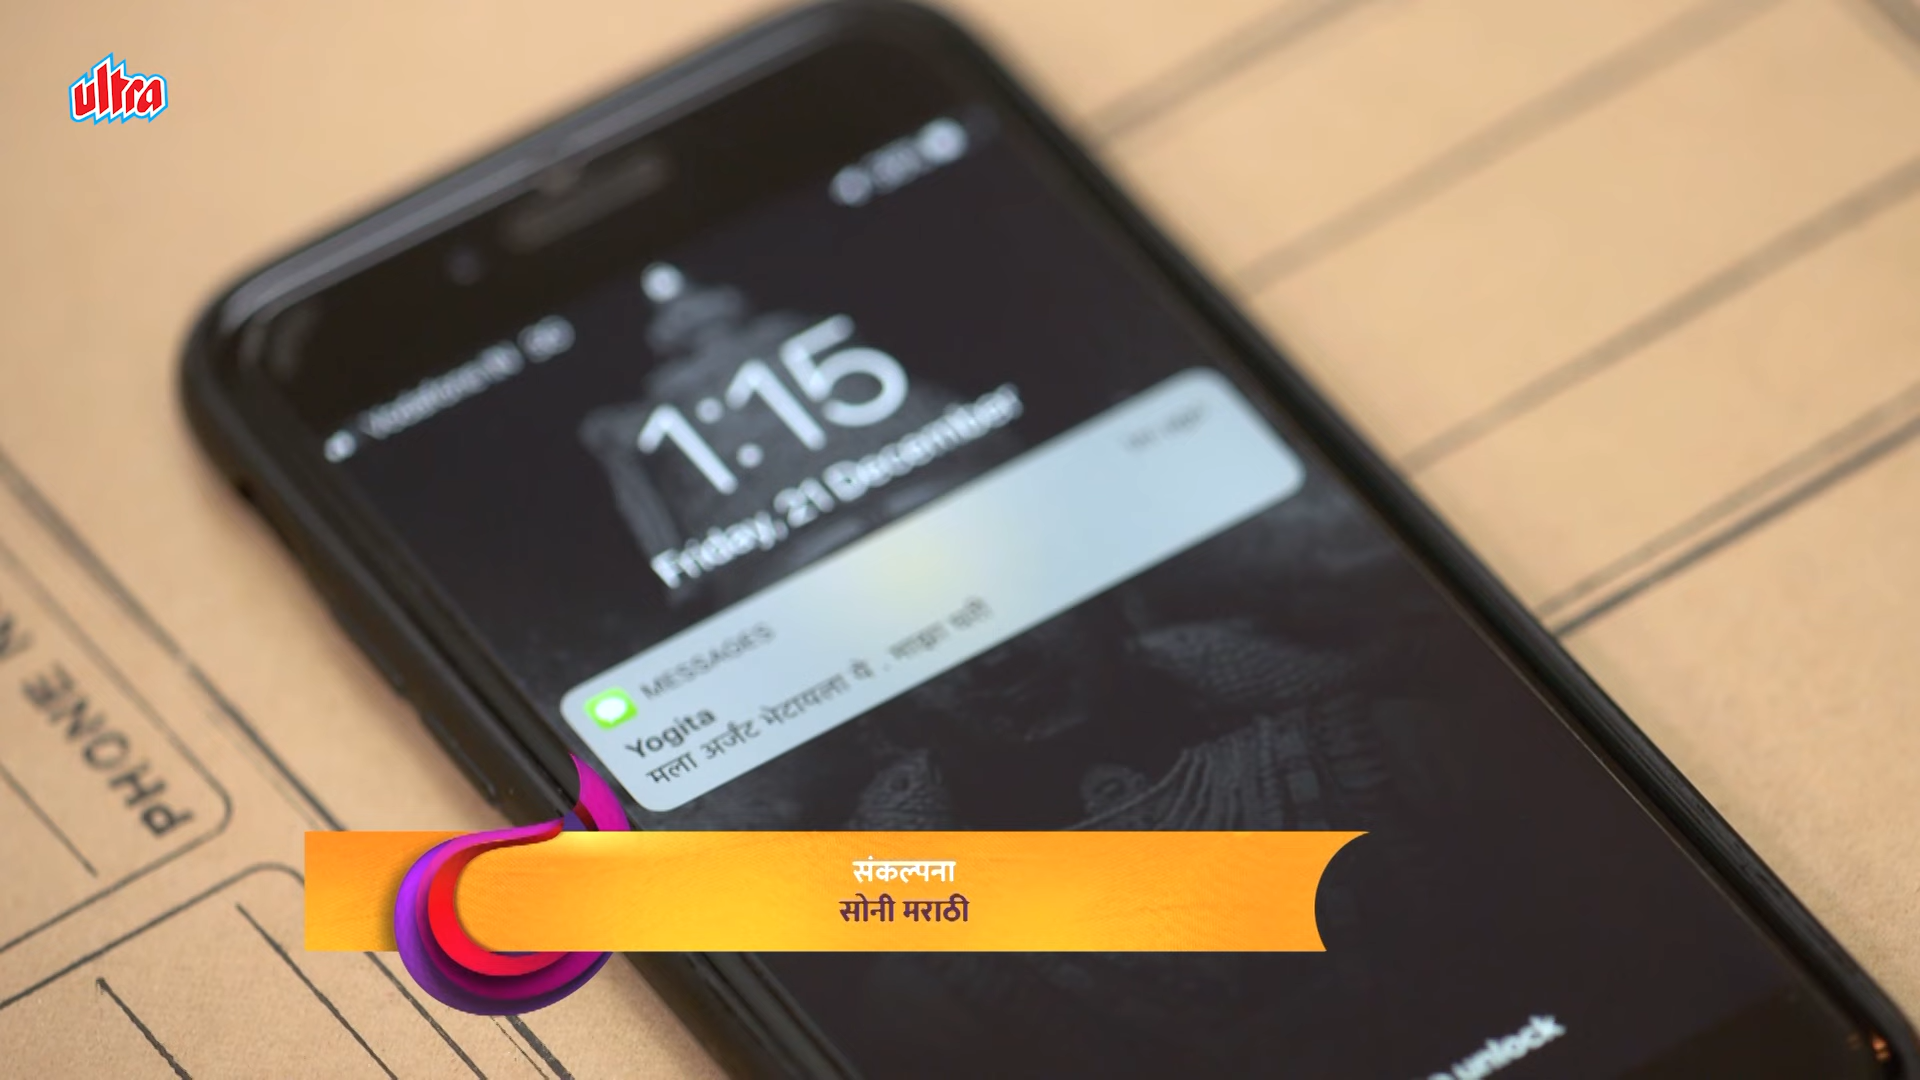 ultra
1:15
Friday, 21 December
MESSAGES
Yogita
मला अर्जंट भेटायला ये . माझा
unlock
PHONE
संकल्पना
सोनी मराठी